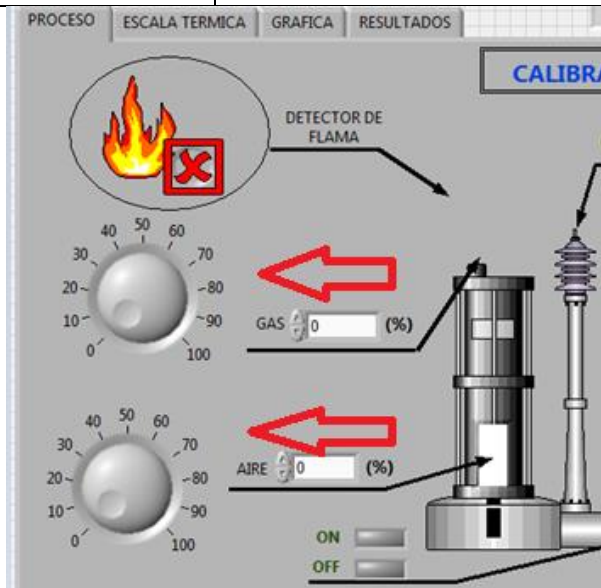 PROCESO ESCALA TERMICA GRAFICA RESULTADOS
CALIBRA
DETECTOR DE
FLAMA
0 10 20 30 40 50 60 70 80 90 100
GAS 0 (%)
0 10 20 30 40 50 60 70 80 90 100
AIRE 0 (%)
ON
OFF